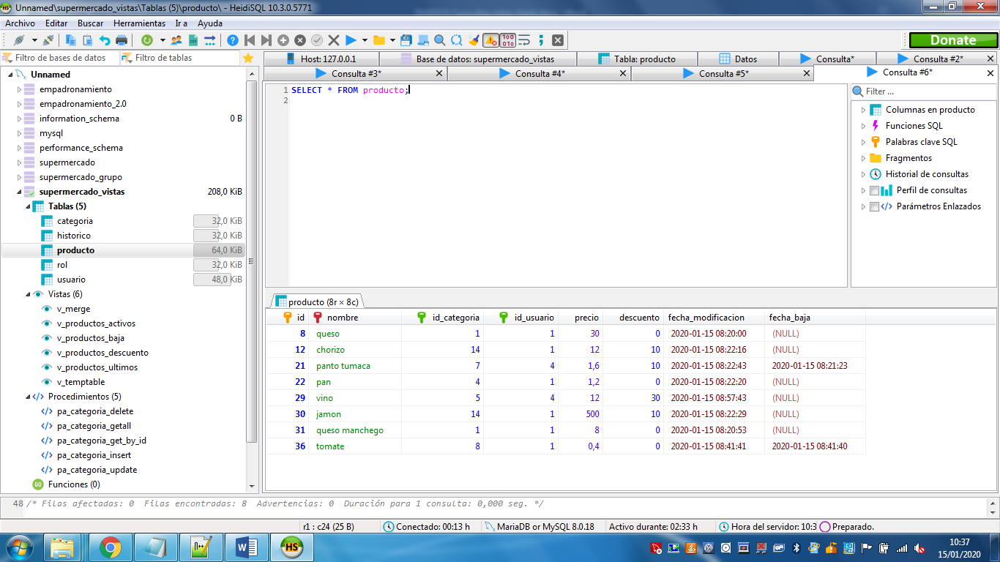 Unnamed\supermercado_vistas\Tablas (5)\producto\ - HeidiSQL 10.3.0.5771
Archivo Editar Buscar Herramientas Ir a Ayuda
Donate
Filtro de bases de datos Filtro de tablas
Host: 127.0.0.1 Base de datos: supermercado_vistas Tabla: producto Datos Consulta* Consulta #2*
Consulta #3* Consulta #4* Consulta #5* Consulta #6*
Unnamed
empadronamiento
empadronamiento_2.0
information_schema 0 B
mysql
performance_schema
supermercado
supermercado_grupo
supermercado_vistas 208,0 KiB
Tablas (5)
categoria 32,0 KiB
historico 32,0 KiB
producto 64,0 KiB
rol 32,0 KiB
usuario 48,0 KiB
Vistas (6)
v_merge
v_productos_activos
v_productos_baja
v_productos_descuento
v_productos_ultimos
v_temptable
Procedimientos (5)
pa_categoria_delete
pa_categoria_getall
pa_categoria_get_by_id
pa_categoria_insert
pa_categoria_update
Funciones (0)
1 SELECT * FROM producto;
2
Filter ...
Columnas en producto
Funciones SQL
Palabras clave SQL
Fragmentos
Historial de consultas
Perfil de consultas
Parámetros Enlazados
producto (8r × 8c)
id nombre id_categoria id_usuario precio descuento fecha_modificacion fecha_baja
8 queso 1 1 30 0 2020-01-15 08:20:00 (NULL)
12 chorizo 14 1 12 10 2020-01-15 08:22:16 (NULL)
21 panto tumaca 7 4 1,6 10 2020-01-15 08:22:43 2020-01-15 08:21:23
22 pan 4 1 1,2 0 2020-01-15 08:22:20 (NULL)
29 vino 5 4 12 30 2020-01-15 08:57:43 (NULL)
30 jamon 14 1 500 10 2020-01-15 08:22:29 (NULL)
31 queso manchego 1 1 8 0 2020-01-15 08:20:53 (NULL)
36 tomate 8 1 0,4 0 2020-01-15 08:41:41 2020-01-15 08:41:40
48 /* Filas afectadas: 0 Filas encontradas: 8 Advertencias: 0 Duración para 1 consulta: 0,000 seg. */
r1 : c24 (25 B) Conectado: 00:13 h MariaDB or MySQL 8.0.18 Activo durante: 02:33 h Hora del servidor: 10:3 Preparado.
10:37
15/01/2020